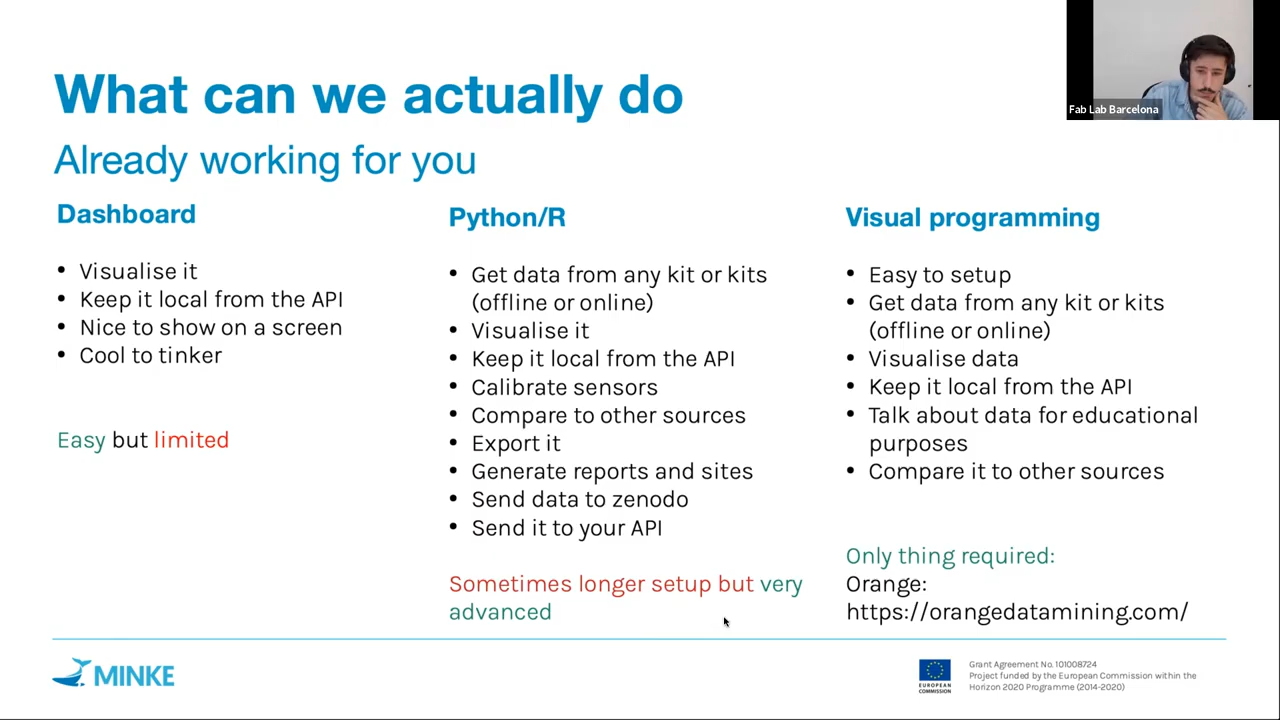 What can we actually do
Already working for you
Fab Lab Barcelona
Dashboard
• Visualise it
• Keep it local from the API
• Nice to show on a screen
• Cool to tinker
Easy but limited
Python/R
• Get data from any kit or kits
(offline or online)
• Visualise it
• Keep it local from the API
• Calibrate sensors
• Compare to other sources
• Export it
• Generate reports and sites
• Send data to zenodo
• Send it to your API
Sometimes longer setup but very
advanced
Visual programming
• Easy to setup
• Get data from any kit or kits
(offline or online)
• Visualise data
• Keep it local from the API
• Talk about data for educational
purposes
• Compare it to other sources
Only thing required:
Orange:
https://orangedatamining.com/
MINKE
EUROPEAN
COMMISSION
Grant Agreement No. 101008724
Project funded by the European Commission within the
Horizon 2020 Programme (2014-2020)